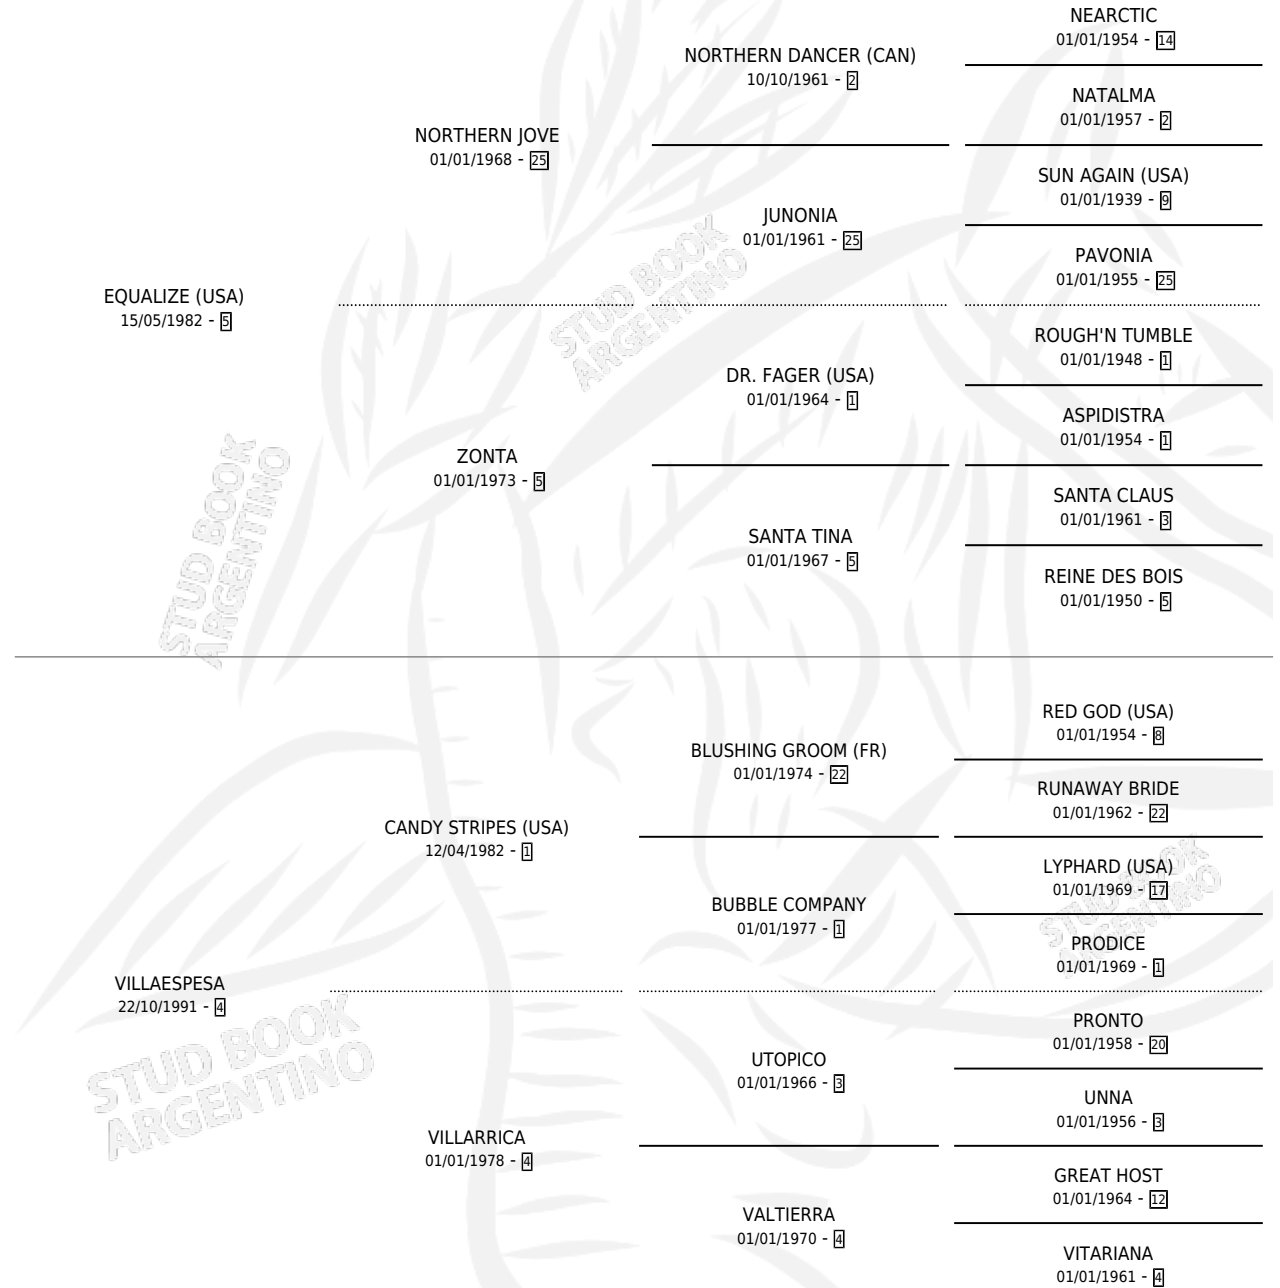 NEARCTIC
01/01/1954 - 14
NORTHERN DANCER (CAN)
10/10/1961 - 2
NATALMA
01/01/1957 - 2
NORTHERN JOVE
01/01/1968 - 25
SUN AGAIN (USA)
01/01/1939 - 9
JUNONIA
01/01/1961 - 25
PAVONIA
01/01/1955 - 25
EQUALIZE (USA)
15/05/1982 - 5
ROUGH'N TUMBLE
01/01/1948 - 1
DR. FAGER (USA)
01/01/1964 - 1
ASPIDISTRA
01/01/1954 - 1
ZONTA
01/01/1973 - 5
SANTA CLAUS
01/01/1961 - 3
SANTA TINA
01/01/1967 - 5
REINE DES BOIS
01/01/1950 - 5
STUD BOOK
ARGENTINO
STUD BOOK
ARGENTINO
RED GOD (USA)
01/01/1954 - 8
BLUSHING GROOM (FR)
01/01/1974 - 22
RUNAWAY BRIDE
01/01/1962 - 22
CANDY STRIPES (USA)
12/04/1982 - 1
LYPHARD (USA)
01/01/1969 - 17
BUBBLE COMPANY
01/01/1977 - 1
PRODICE
01/01/1969 - 1
VILLAESPESA
22/10/1991 - 4
PRONTO
01/01/1958 - 20
UTOPICO
01/01/1966 - 3
UNNA
01/01/1956 - 3
VILLARRICA
01/01/1978 - 4
GREAT HOST
01/01/1964 - 12
VALTIERRA
01/01/1970 - 4
VITARIANA
01/01/1961 - 4
STUD BOOK
ARGENTINO
STUD BOOK
ARGENTINO